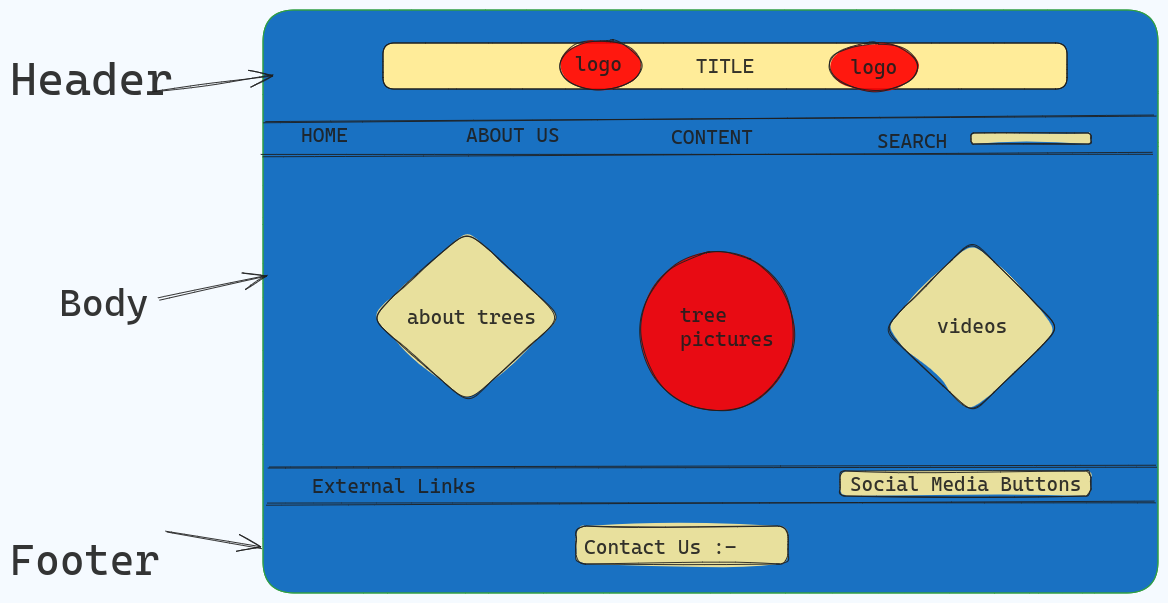 Header
logo TITLE logo
HOME ABOUT US CONTENT SEARCH
Body
about trees
tree
pictures
videos
External Links Social Media Buttons
Footer
Contact Us :-